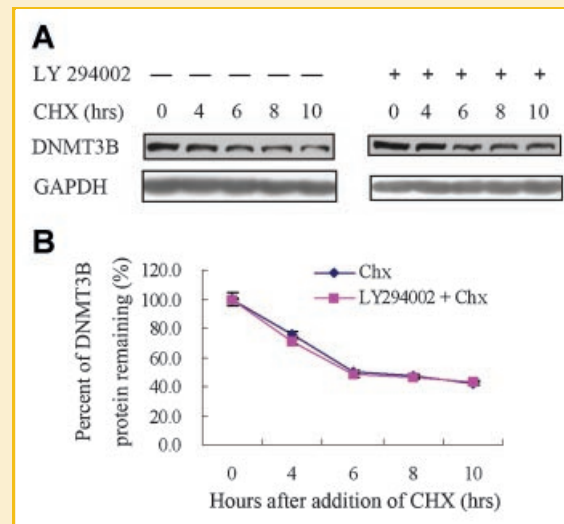 A
LY 294002 — — — — — + + + + +
CHX (hrs) 0 4 6 8 10 0 4 6 8 10
DNMT3B
GAPDH
B
Percent of DNMT3B
protein remaining (%)
120.0
100.0
80.0
60.0
40.0
20.0
0.0
Chx
LY294002 + Chx
0 4 6 8 10
Hours after addition of CHX (hrs)